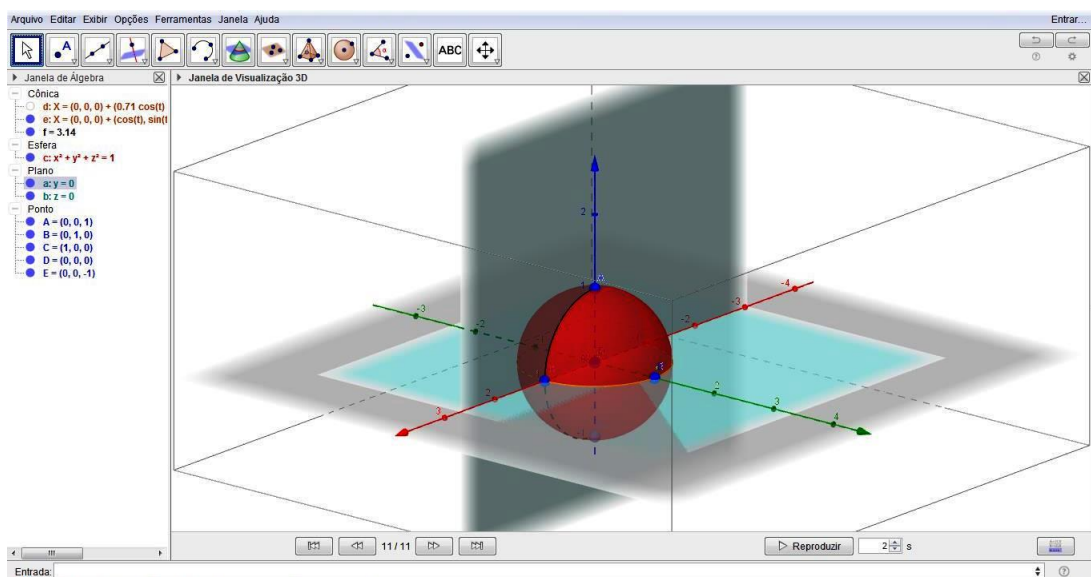 Arquivo Editar Exibir Opções Ferramentas Janela Ajuda
Entrar...
A
ABC
Janela de Álgebra
Janela de Visualização 3D
Cônica
d: X = (0, 0, 0) + (0.71 cos(t)
e: X = (0, 0, 0) + (cos(t), sin(t
f = 3.14
Esfera
c: x² + y² + z² = 1
Plano
a: y = 0
b: z = 0
Ponto
A = (0, 0, 1)
B = (0, 1, 0)
C = (1, 0, 0)
D = (0, 0, 0)
E = (0, 0, -1)
2
1
-4
-3
-2
-3
-2
-1
3
2
2
3
4
-1
11 / 11
Reproduzir
2
s
Entrada: